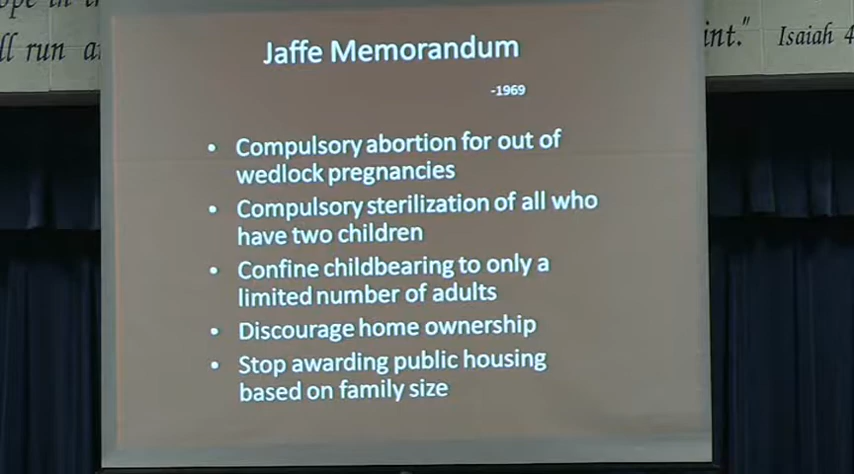 ll run a
int."
Isaiah 4
Jaffe Memorandum
-1969
• Compulsory abortion for out of
wedlock pregnancies
• Compulsory sterilization of all who
have two children
• Confine childbearing to only a
limited number of adults
• Discourage home ownership
• Stop awarding public housing
based on family size